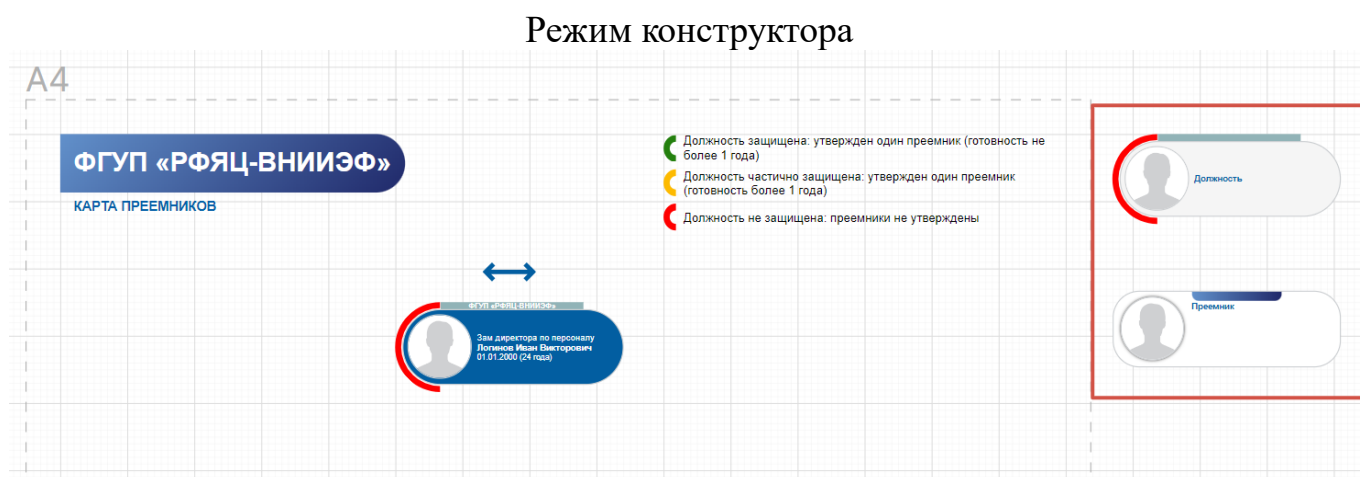 Режим конструктора
A4
ФГУП «РФЯЦ-ВНИИЭФ»
КАРТА ПРЕЕМНИКОВ
Должность защищена: утвержден один преемник (готовность не
более 1 года)
Должность частично защищена: утвержден один преемник
(готовность более 1 года)
Должность не защищена: преемники не утверждены
ФГУП «РФЯЦ-ВНИИЭФ»
Зам директора по персоналу
Логинов Иван Викторович
01.01.2000 (24 года)
Должность
Преемник